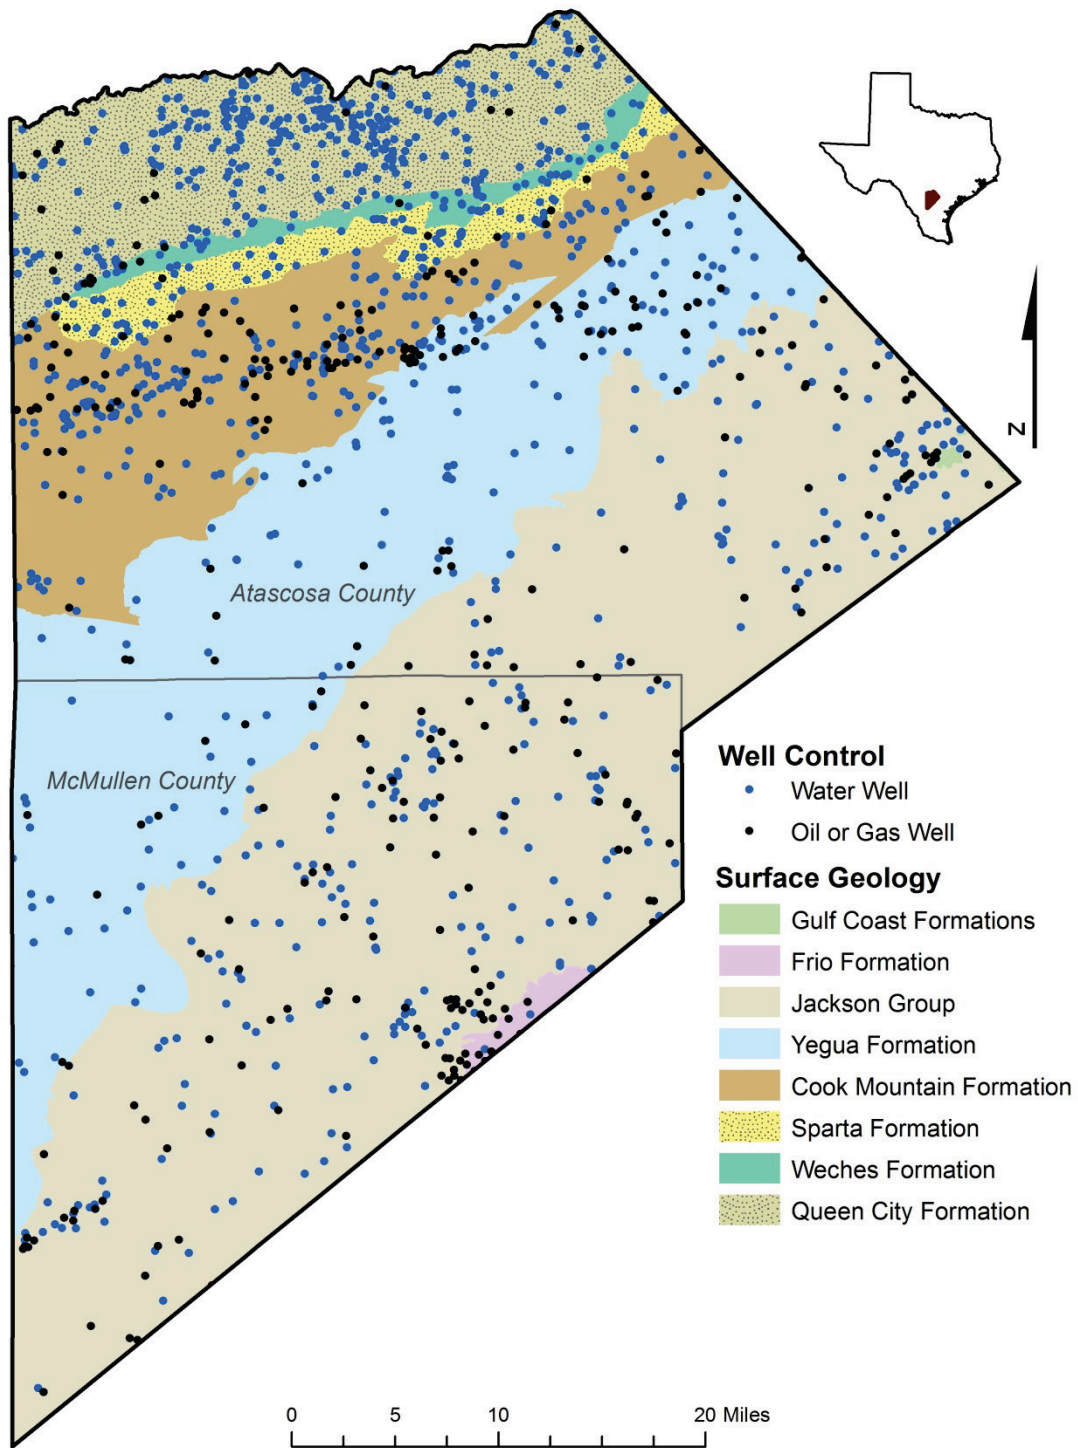 N
Atascosa County
McMullen County
Well Control
Water Well
Oil or Gas Well
Surface Geology
Gulf Coast Formations
Frio Formation
Jackson Group
Yegua Formation
Cook Mountain Formation
Sparta Formation
Weches Formation
Queen City Formation
0 5 10 20 Miles